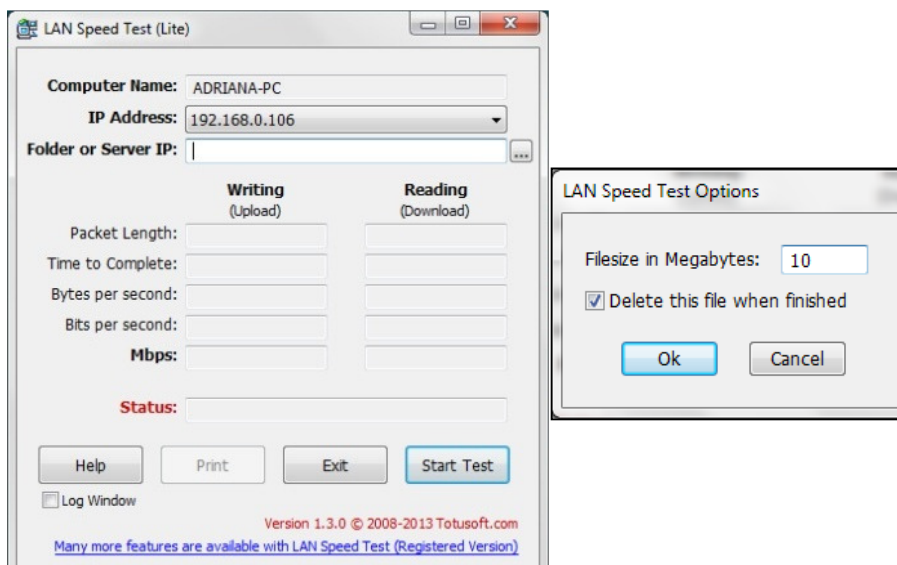 LAN Speed Test (Lite)
Computer Name: ADRIANA-PC
IP Address: 192.168.0.106
Folder or Server IP:
...
Writing Reading
(Upload) (Download)
Packet Length:
Time to Complete:
Bytes per second:
Bits per second:
Mbps:
Status:
Help Print Exit Start Test
Log Window
Version 1.3.0 © 2008-2013 Totusoft.com
Many more features are available with LAN Speed Test (Registered Version)
LAN Speed Test Options
Filesize in Megabytes: 10
Delete this file when finished
Ok Cancel